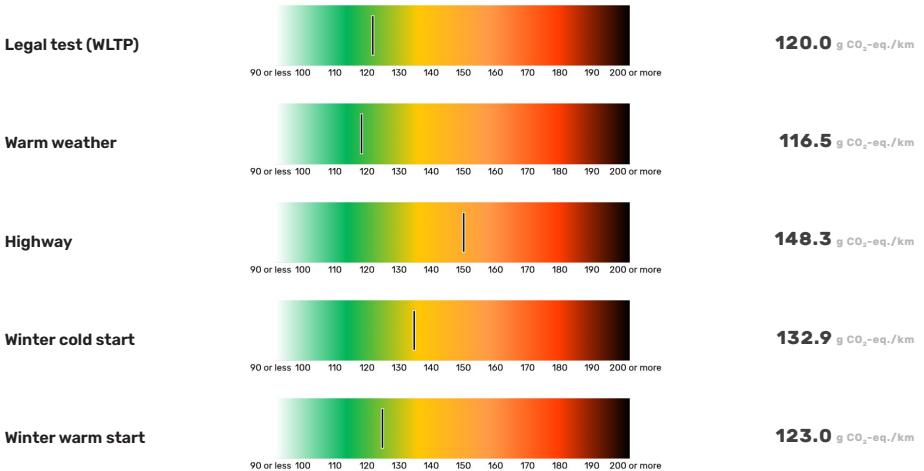 Legal test (WLTP)
120.0 g CO₂-eq./km
90 or less 100 110 120 130 140 150 160 170 180 190 200 or more
Warm weather
116.5 g CO₂-eq./km
90 or less 100 110 120 130 140 150 160 170 180 190 200 or more
Highway
148.3 g CO₂-eq./km
90 or less 100 110 120 130 140 150 160 170 180 190 200 or more
Winter cold start
132.9 g CO₂-eq./km
90 or less 100 110 120 130 140 150 160 170 180 190 200 or more
Winter warm start
123.0 g CO₂-eq./km
90 or less 100 110 120 130 140 150 160 170 180 190 200 or more